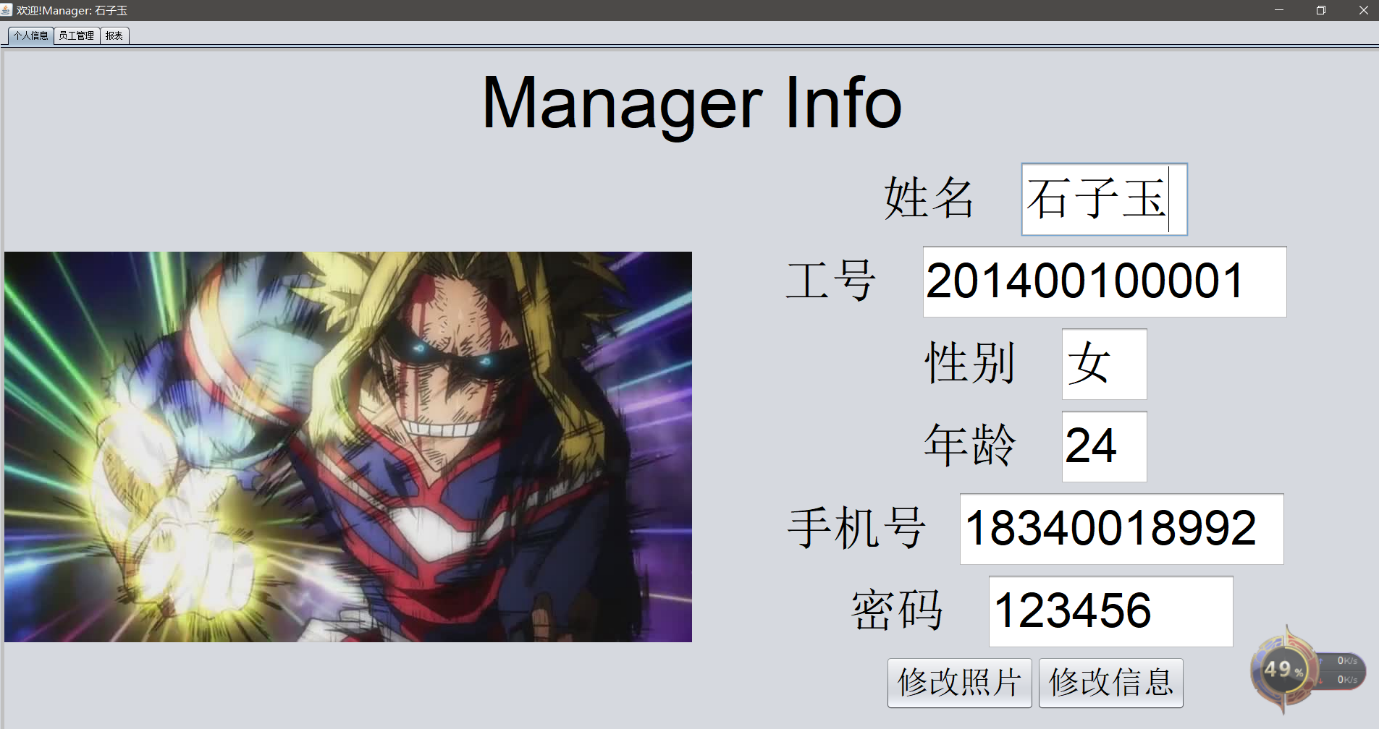 欢迎!Manager: 石子玉
个人信息 员工管理 报表
Manager Info
姓名 石子玉
工号 201400100001
性别 女
年龄 24
手机号 18340018992
密码 123456
修改照片 修改信息
49%
0K/s
0K/s